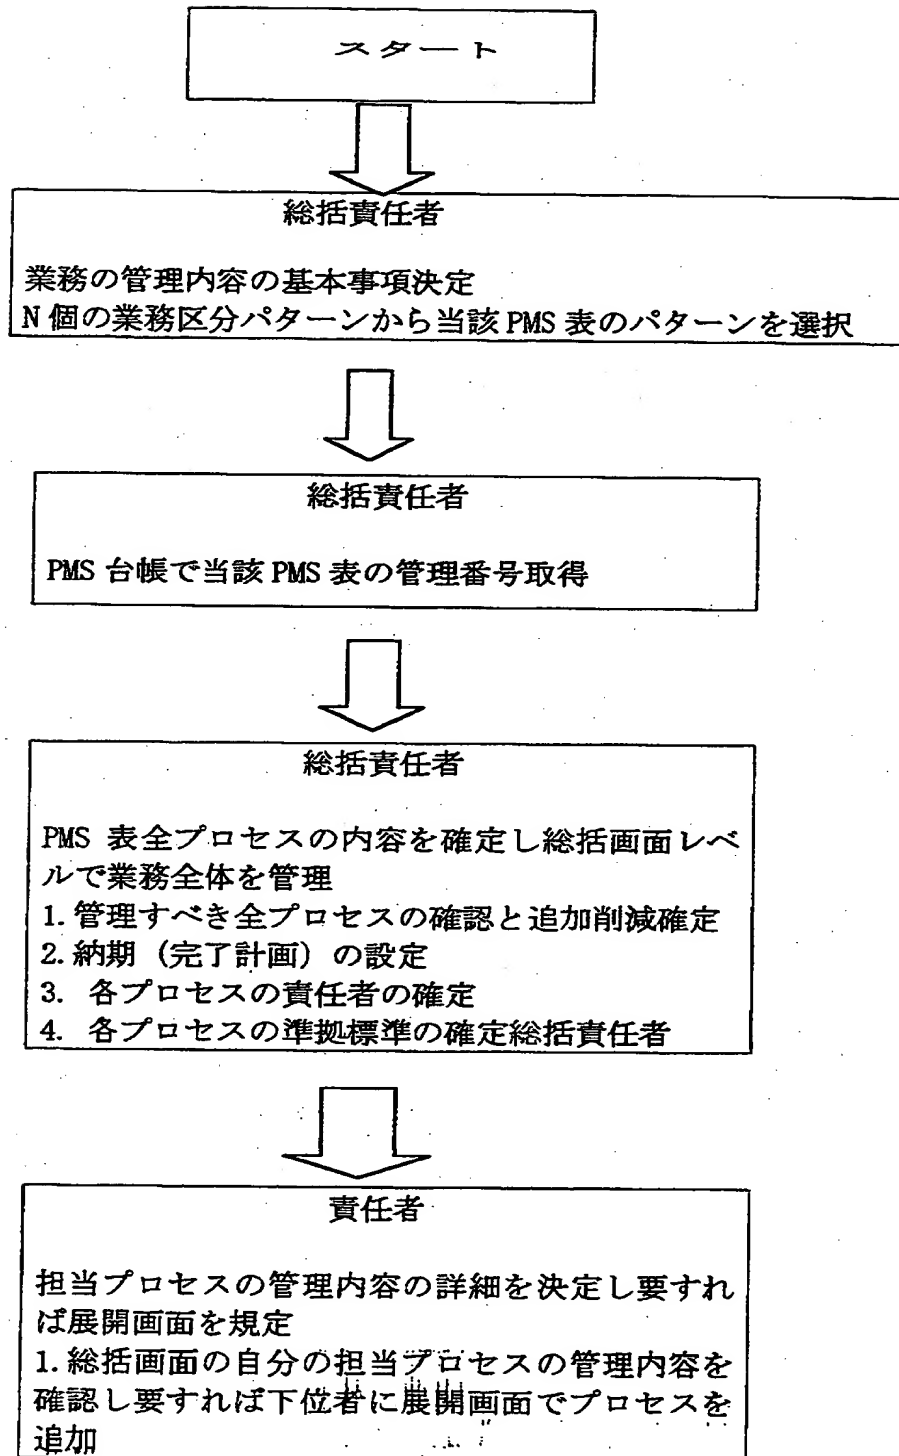 スタート
総括責任者
業務の管理内容の基本事項決定
N個の業務区分パターンから当該PMS表のパターンを選択
総括責任者
PMS台帳で当該PMS表の管理番号取得
総括責任者
PMS 表全プロセスの内容を確定し総括画面レベ
ルで業務全体を管理
1.管理すべき全プロセスの確認と追加削減確定
2.納期（完了計画）の設定
3. 各プロセスの責任者の確定
4. 各プロセスの準拠標準の確定総括責任者
責任者
担当プロセスの管理内容の詳細を決定し要すれ
ば展開画面を規定
1.総括画面の自分の担当プロセスの管理内容を
確認し要すれば下位者に展開画面でプロセスを
追加